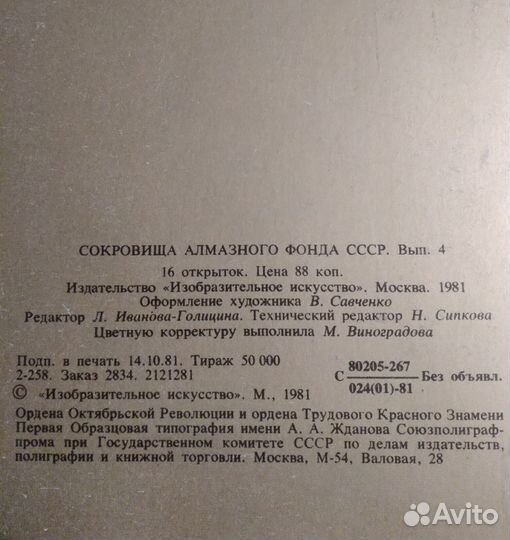 СОКРОВИЩА АЛМАЗНОГО ФОНДА СССР. Вып. 4
16 открыток. Цена 88 коп.
Издательство «Изобразительное искусство». Москва. 1981
Оформление художника В. Савченко
Редактор Л. Иванова-Голицина. Технический редактор Н. Сипкова
Цветную корректуру выполнила М. Виноградова
Подп. в печать 14.10.81. Тираж 50 000
2-258. Заказ 2834. 2121281
С 80205-267 Без объявл.
024(01)-81
© «Изобразительное искусство». М., 1981
Ордена Октябрьской Революции и ордена Трудового Красного Знамени
Первая Образцовая типография имени А. А. Жданова Союзполиграф-
прома при Государственном комитете СССР по делам издательств,
полиграфии и книжной торговли. Москва, М-54, Валовая, 28
Avito